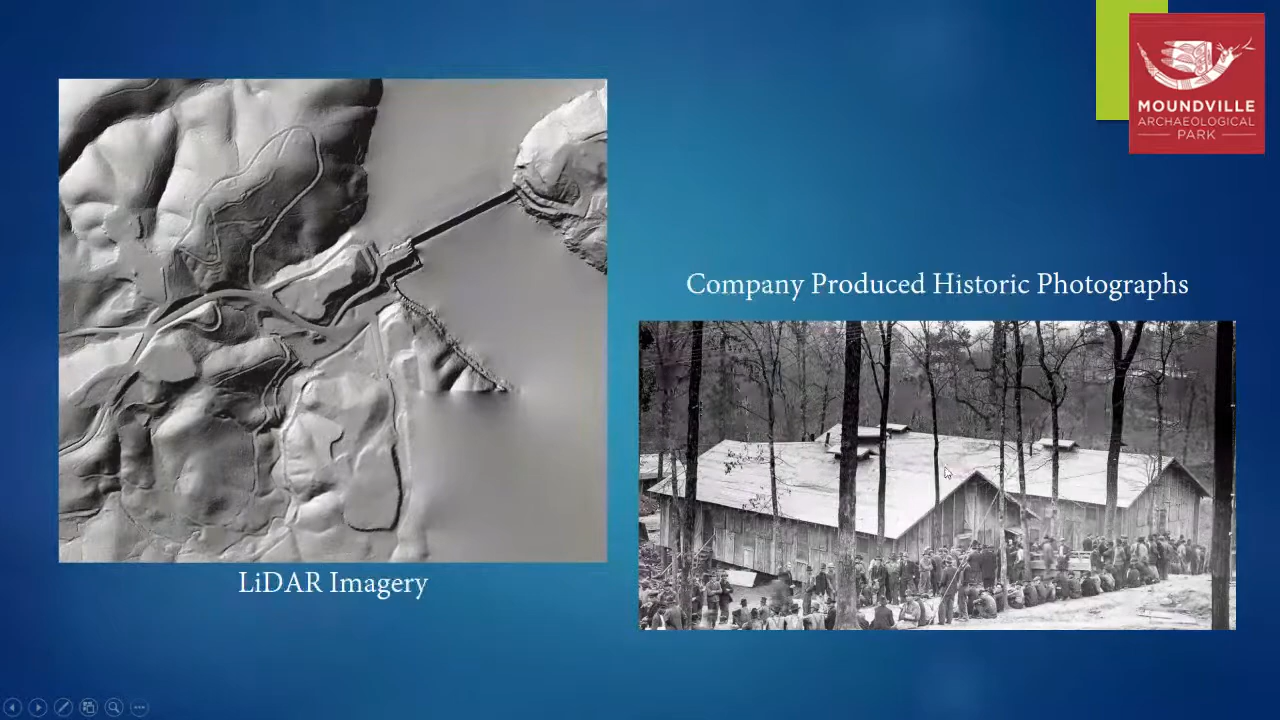 MOUNDVILLE
ARCHAEOLOGICAL
PARK
Company Produced Historic Photographs
LiDAR Imagery